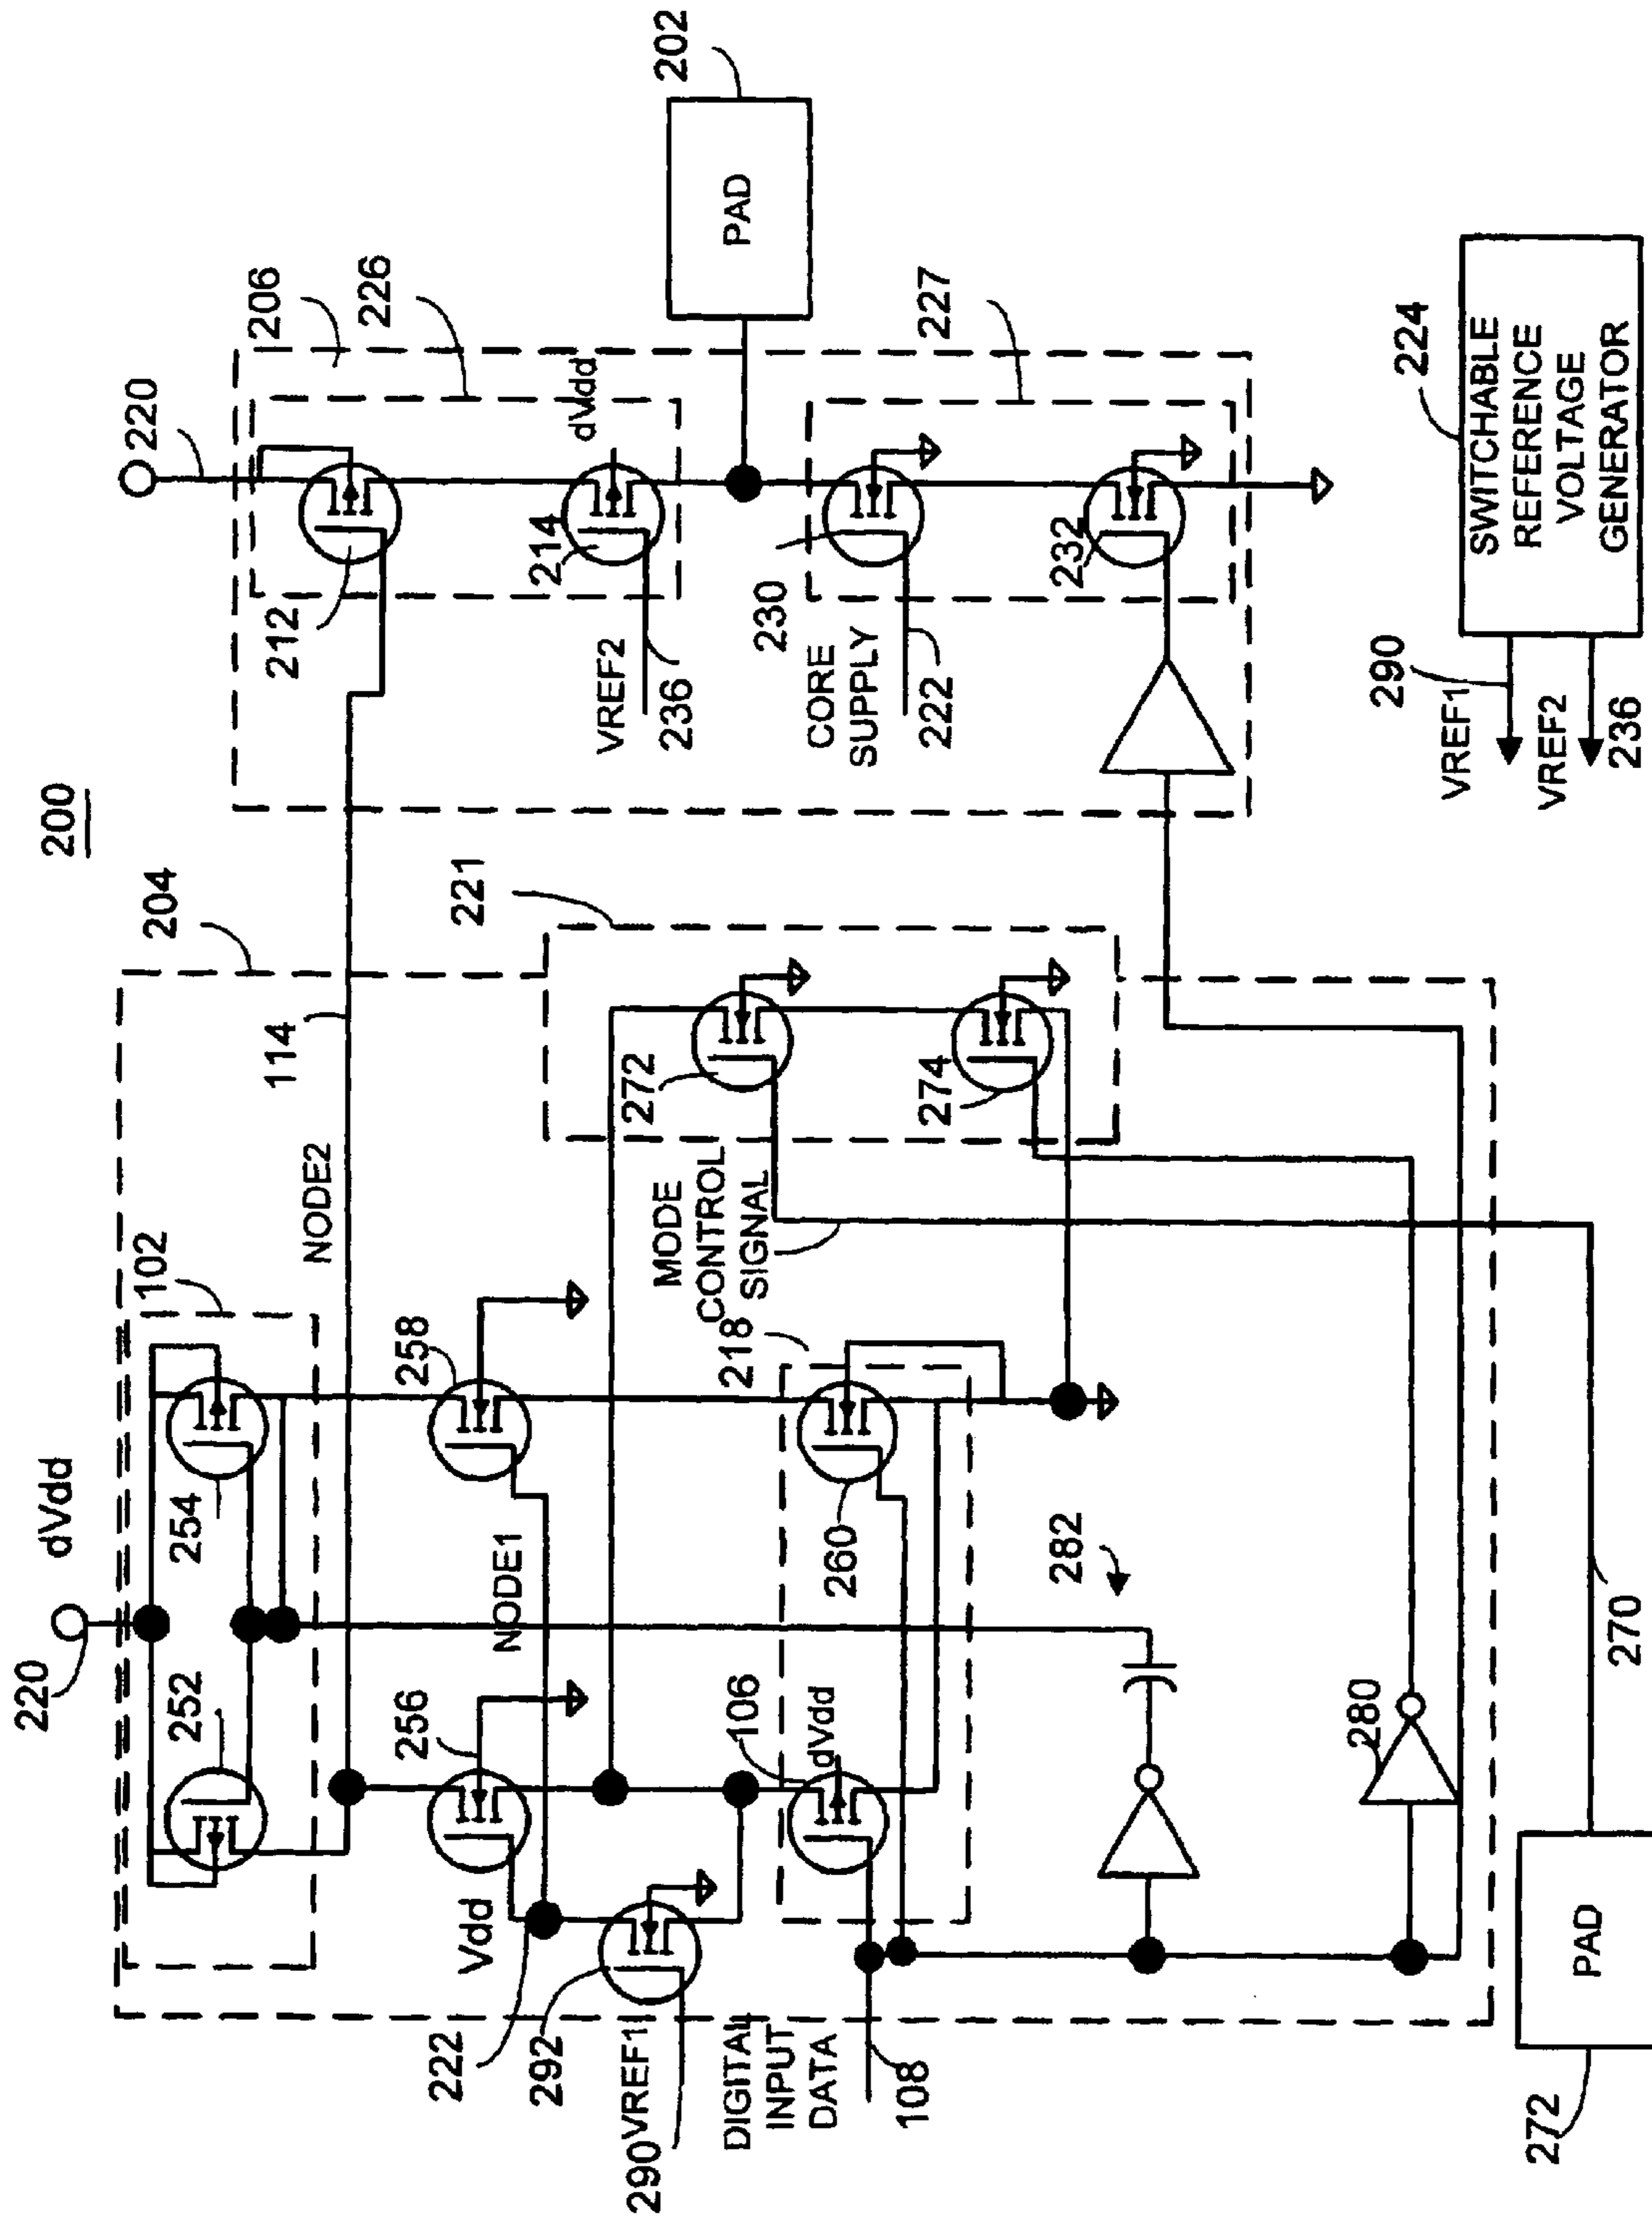 200
220
dVdd
204
102
252
254
114
NODE2
221
206
220
226
212
214
dVdd
VREF2
236
PAD
202
256
258
Vdd
NODE1
222
292
290
VREF1
MODE
CONTROL
SIGNAL
272
274
230
CORE
SUPPLY
222
227
232
DIGITAL
INPUT
DATA
108
106
dVdd
218
260
282
280
PAD
272
270
290
VREF1
VREF2
236
224
SWITCHABLE
REFERENCE
VOLTAGE
GENERATOR